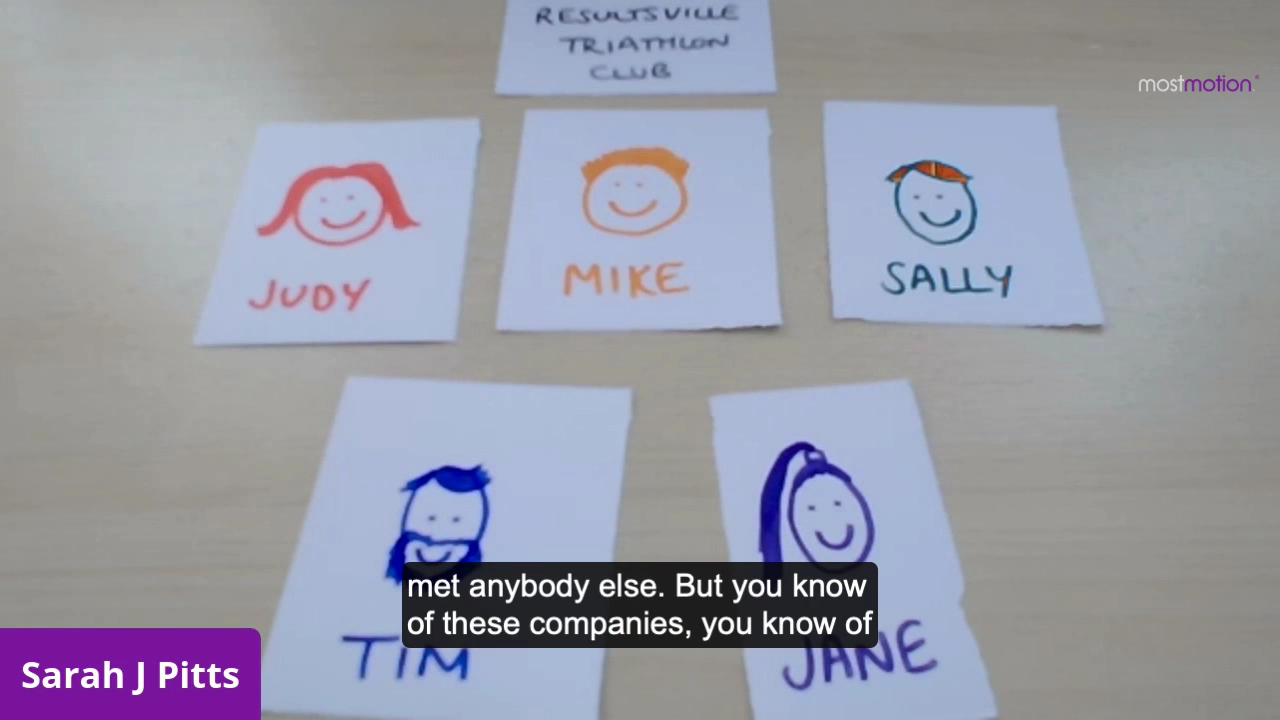 RESULTSVILLE
TRIATHLON
CLUB
mostmotion
JUDY
MIKE
SALLY
met anybody else. But you know
of these companies, you know of
TIM
JANE
Sarah J Pitts